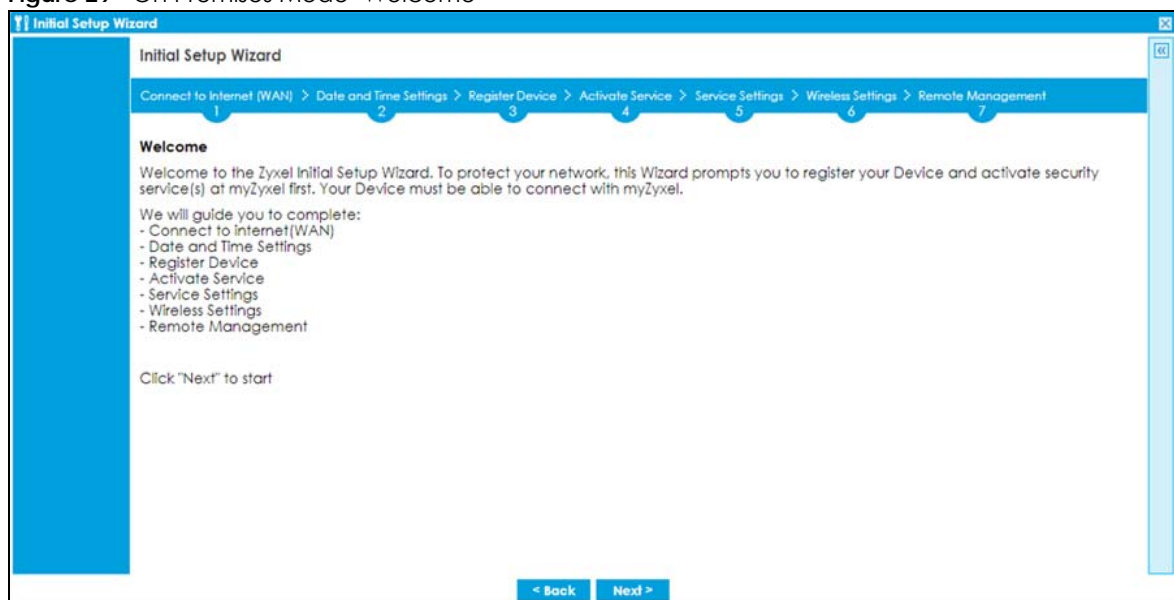 Initial Setup Wizard
Initial Setup Wizard
Connect to Internet (WAN) > Date and Time Settings > Register Device > Activate Service > Service Settings > Wireless Settings > Remote Management
1 2 3 4 5 6 7
Welcome
Welcome to the Zyxel Initial Setup Wizard. To protect your network, this Wizard prompts you to register your Device and activate security
service(s) at myZyxel first. Your Device must be able to connect with myZyxel.
We will guide you to complete:
- Connect to internet(WAN)
- Date and Time Settings
- Register Device
- Activate Service
- Service Settings
- Wireless Settings
- Remote Management
Click "Next" to start
< Back Next >